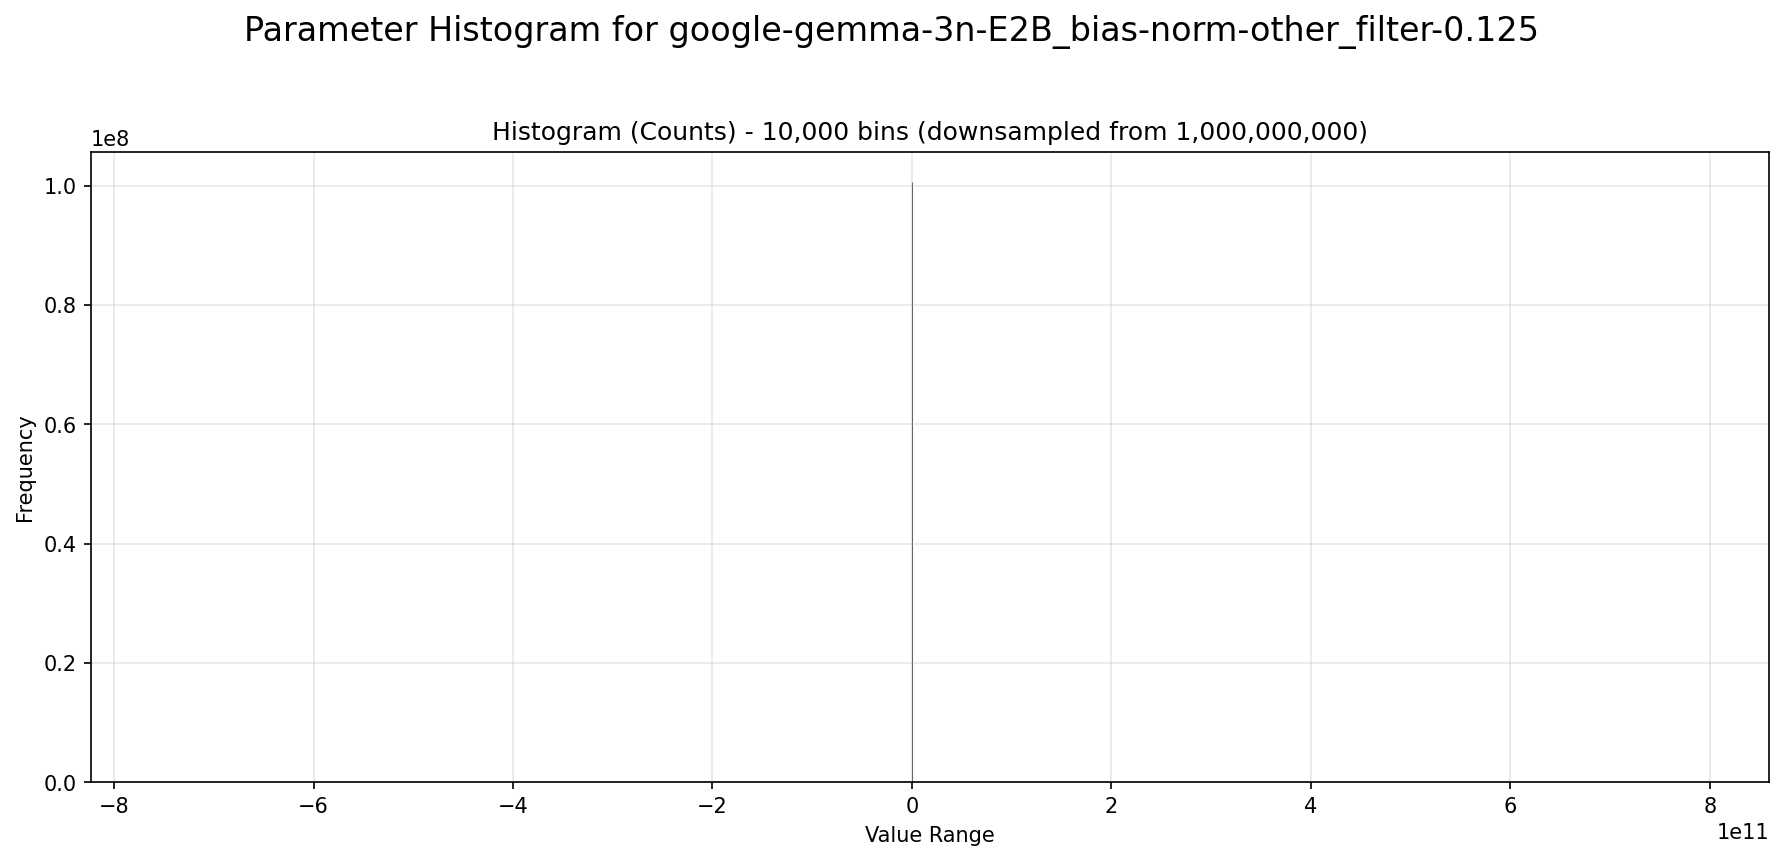 Parameter Histogram for google-gemma-3n-E2B_bias-norm-other_filter-0.125
Histogram (Counts) - 10,000 bins (downsampled from 1,000,000,000)
1e8
1.0
0.8
0.6
0.4
0.2
0.0
Frequency
−8 −6 −4 −2 0 2 4 6 8
1e11
Value Range